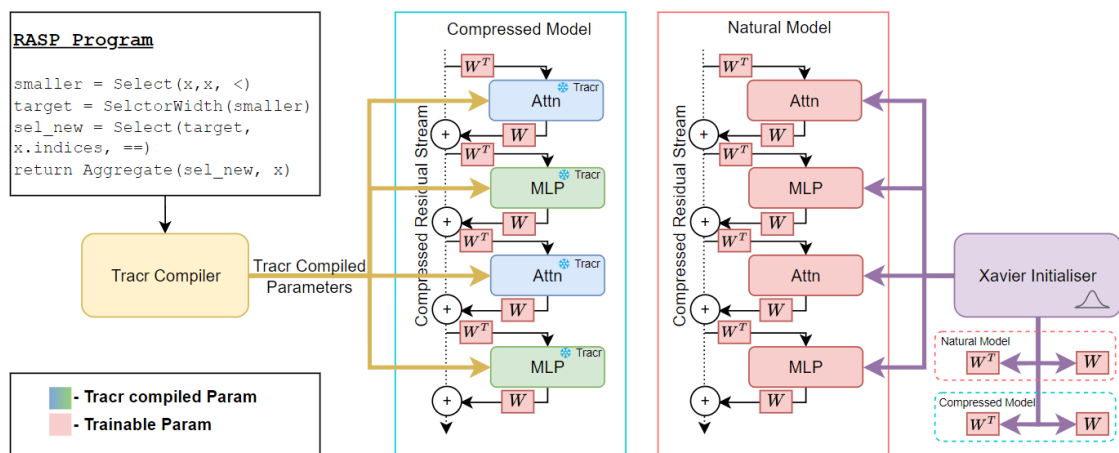 RASP Program
smaller = Select(x,x, <)
target = SelctorWidth(smaller)
sel_new = Select(target,
x.indices, ==)
return Aggregate(sel_new, x)
Tracr Compiler
Tracr Compiled
Parameters
- Tracr compiled Param
- Trainable Param
Compressed Model
Compressed Residual Stream
W^T
Attn
Tracr
W
+
W^T
MLP
Tracr
W
+
W^T
Attn
Tracr
W
+
W^T
MLP
Tracr
W
+
Natural Model
Compressed Residual Stream
W^T
Attn
W
+
W^T
MLP
W
+
W^T
Attn
W
+
W^T
MLP
W
+
Xavier Initialiser
Natural Model
W^T
W
Compressed Model
W^T
W